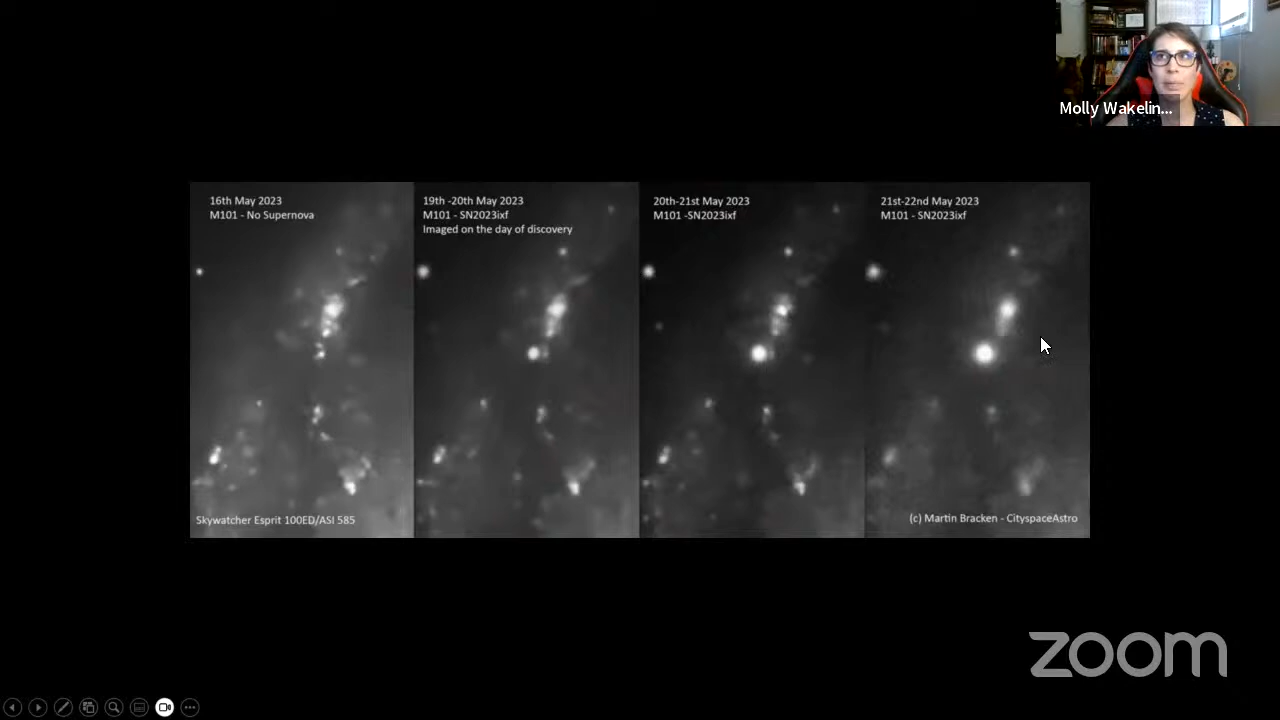 Molly Wakelin...
16th May 2023
M101 - No Supernova
19th -20th May 2023
M101 - SN2023ixf
Imaged on the day of discovery
20th-21st May 2023
M101 -SN2023ixf
21st-22nd May 2023
M101 - SN2023ixf
Skywatcher Esprit 100ED/ASI 585
(c) Martin Bracken - CityspaceAstro
zoom